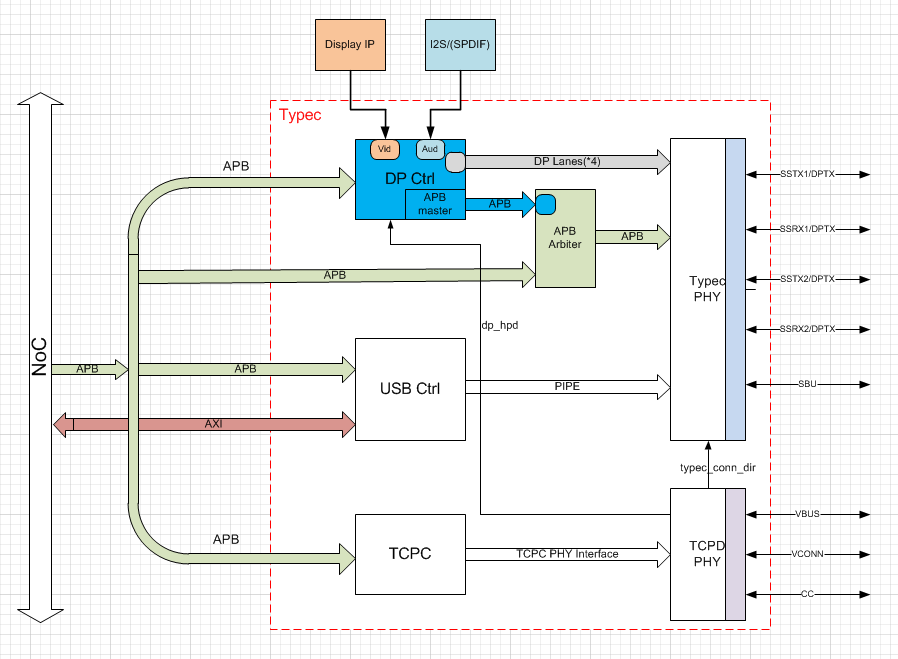 Display IP
I2S/(SPDIF)
Typec
Vid
Aud
DP Ctrl
APB
master
APB
DP Lanes(*4)
APB
APB
Arbiter
APB
APB
Typec
PHY
SSTX1/DPTX
SSRX1/DPTX
SSTX2/DPTX
SSRX2/DPTX
SBU
dp_hpd
NoC
APB
APB
USB Ctrl
PIPE
AXI
typec_conn_dir
APB
TCPC
TCPC PHY Interface
TCPD
PHY
VBUS
VCONN
CC